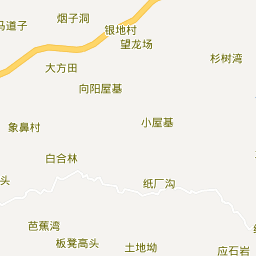 烟子洞
马道子
银地村
望龙场
杉树湾
大方田
向阳屋基
小屋基
象鼻村
白合林
头
纸厂沟
芭蕉湾
板凳高头
土地坳
应石岩